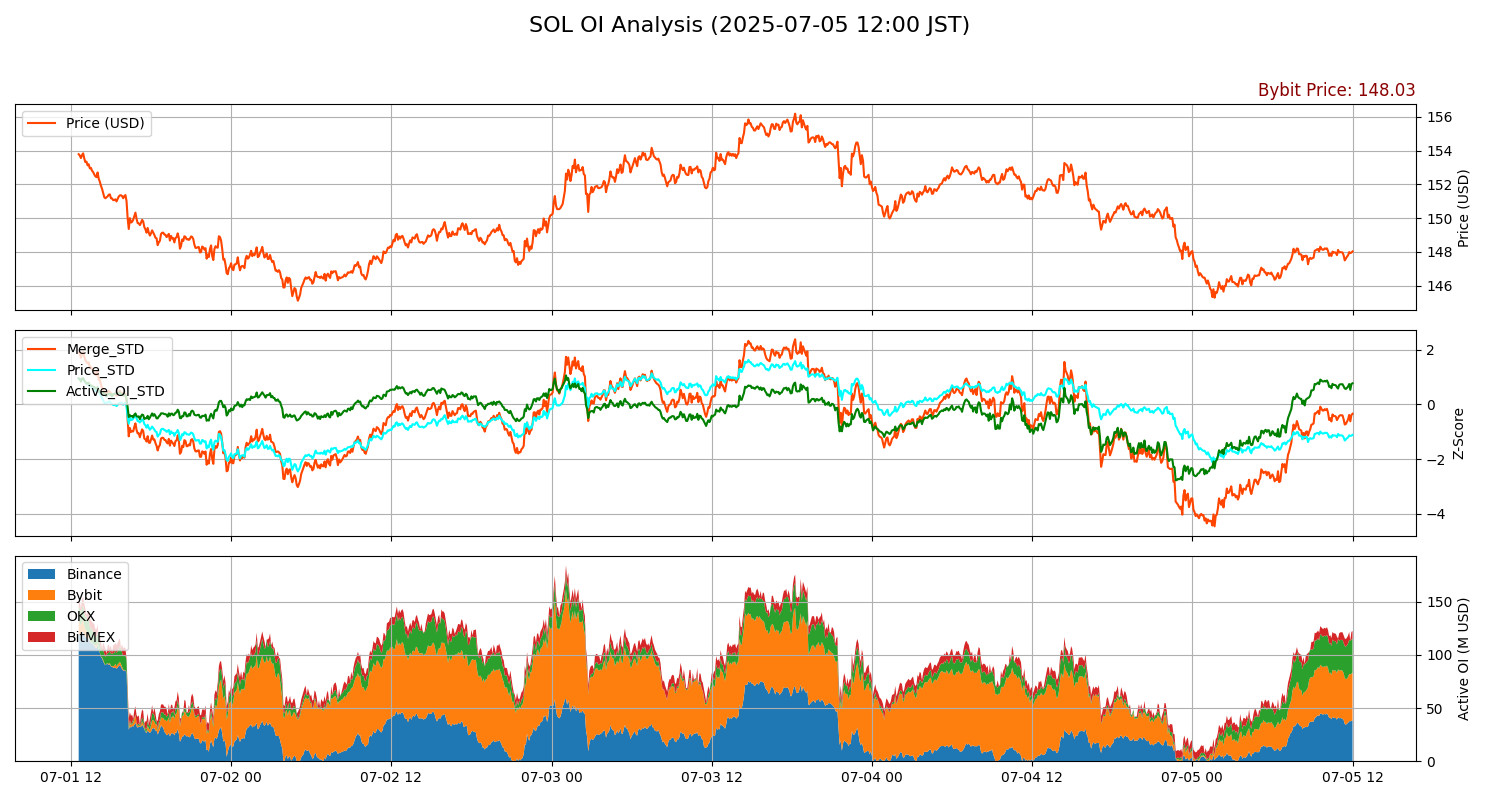 SOL OI Analysis (2025-07-05 12:00 JST)
Bybit Price: 148.03
Price (USD)
156
154
152
150
148
146
Price (USD)
Merge_STD
Price_STD
Active_OI_STD
2
0
−2
−4
Z-Score
Binance
Bybit
OKX
BitMEX
150
100
50
0
Active OI (M USD)
07-01 12
07-02 00
07-02 12
07-03 00
07-03 12
07-04 00
07-04 12
07-05 00
07-05 12